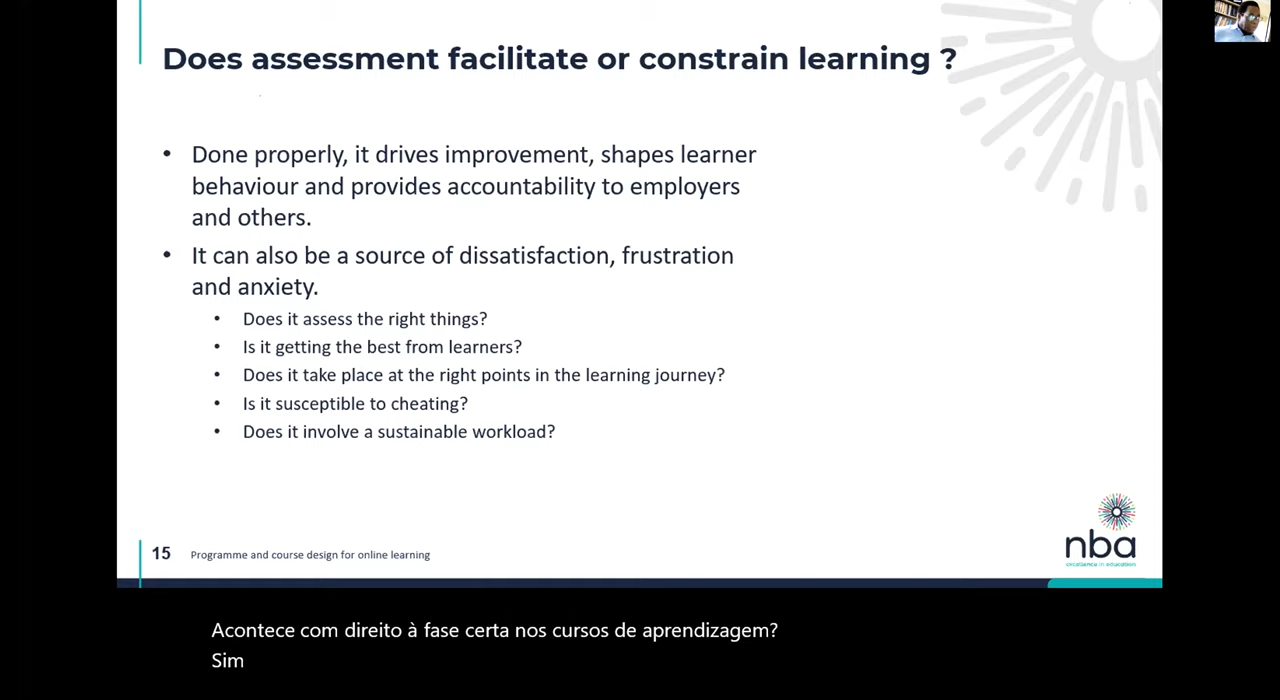 Does assessment facilitate or constrain learning ?
• Done properly, it drives improvement, shapes learner
behaviour and provides accountability to employers
and others.
• It can also be a source of dissatisfaction, frustration
and anxiety.
• Does it assess the right things?
• Is it getting the best from learners?
• Does it take place at the right points in the learning journey?
• Is it susceptible to cheating?
• Does it involve a sustainable workload?
nba
excellence in education
15 Programme and course design for online learning
Acontece com direito à fase certa nos cursos de aprendizagem?
Sim